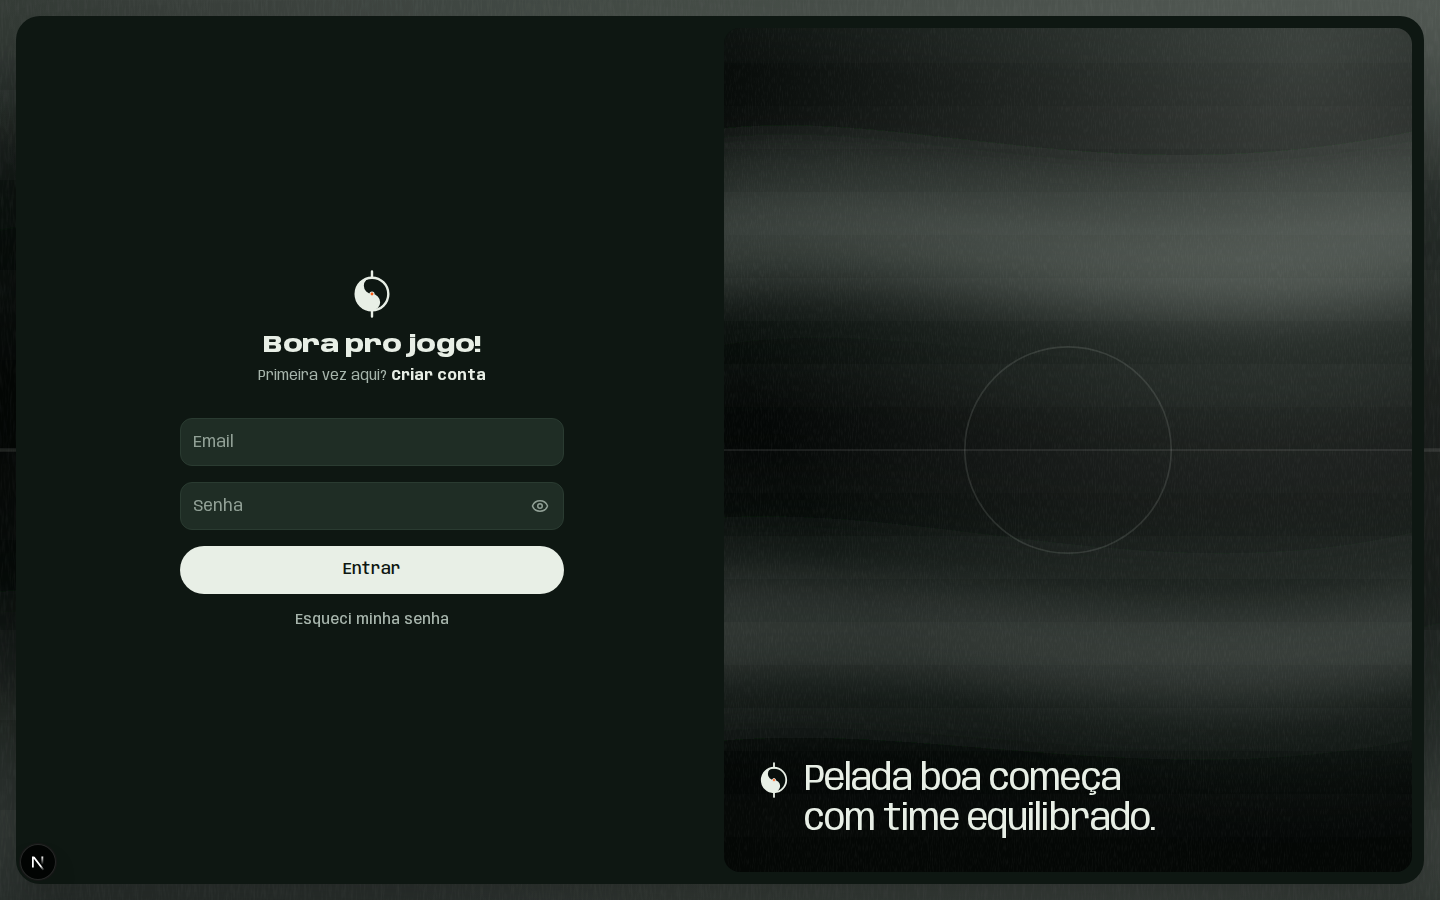 Bora pro jogo!
Primeira vez aqui? Criar conta
Email
Senha
Entrar
Esqueci minha senha
Pelada boa começa
com time equilibrado.
N